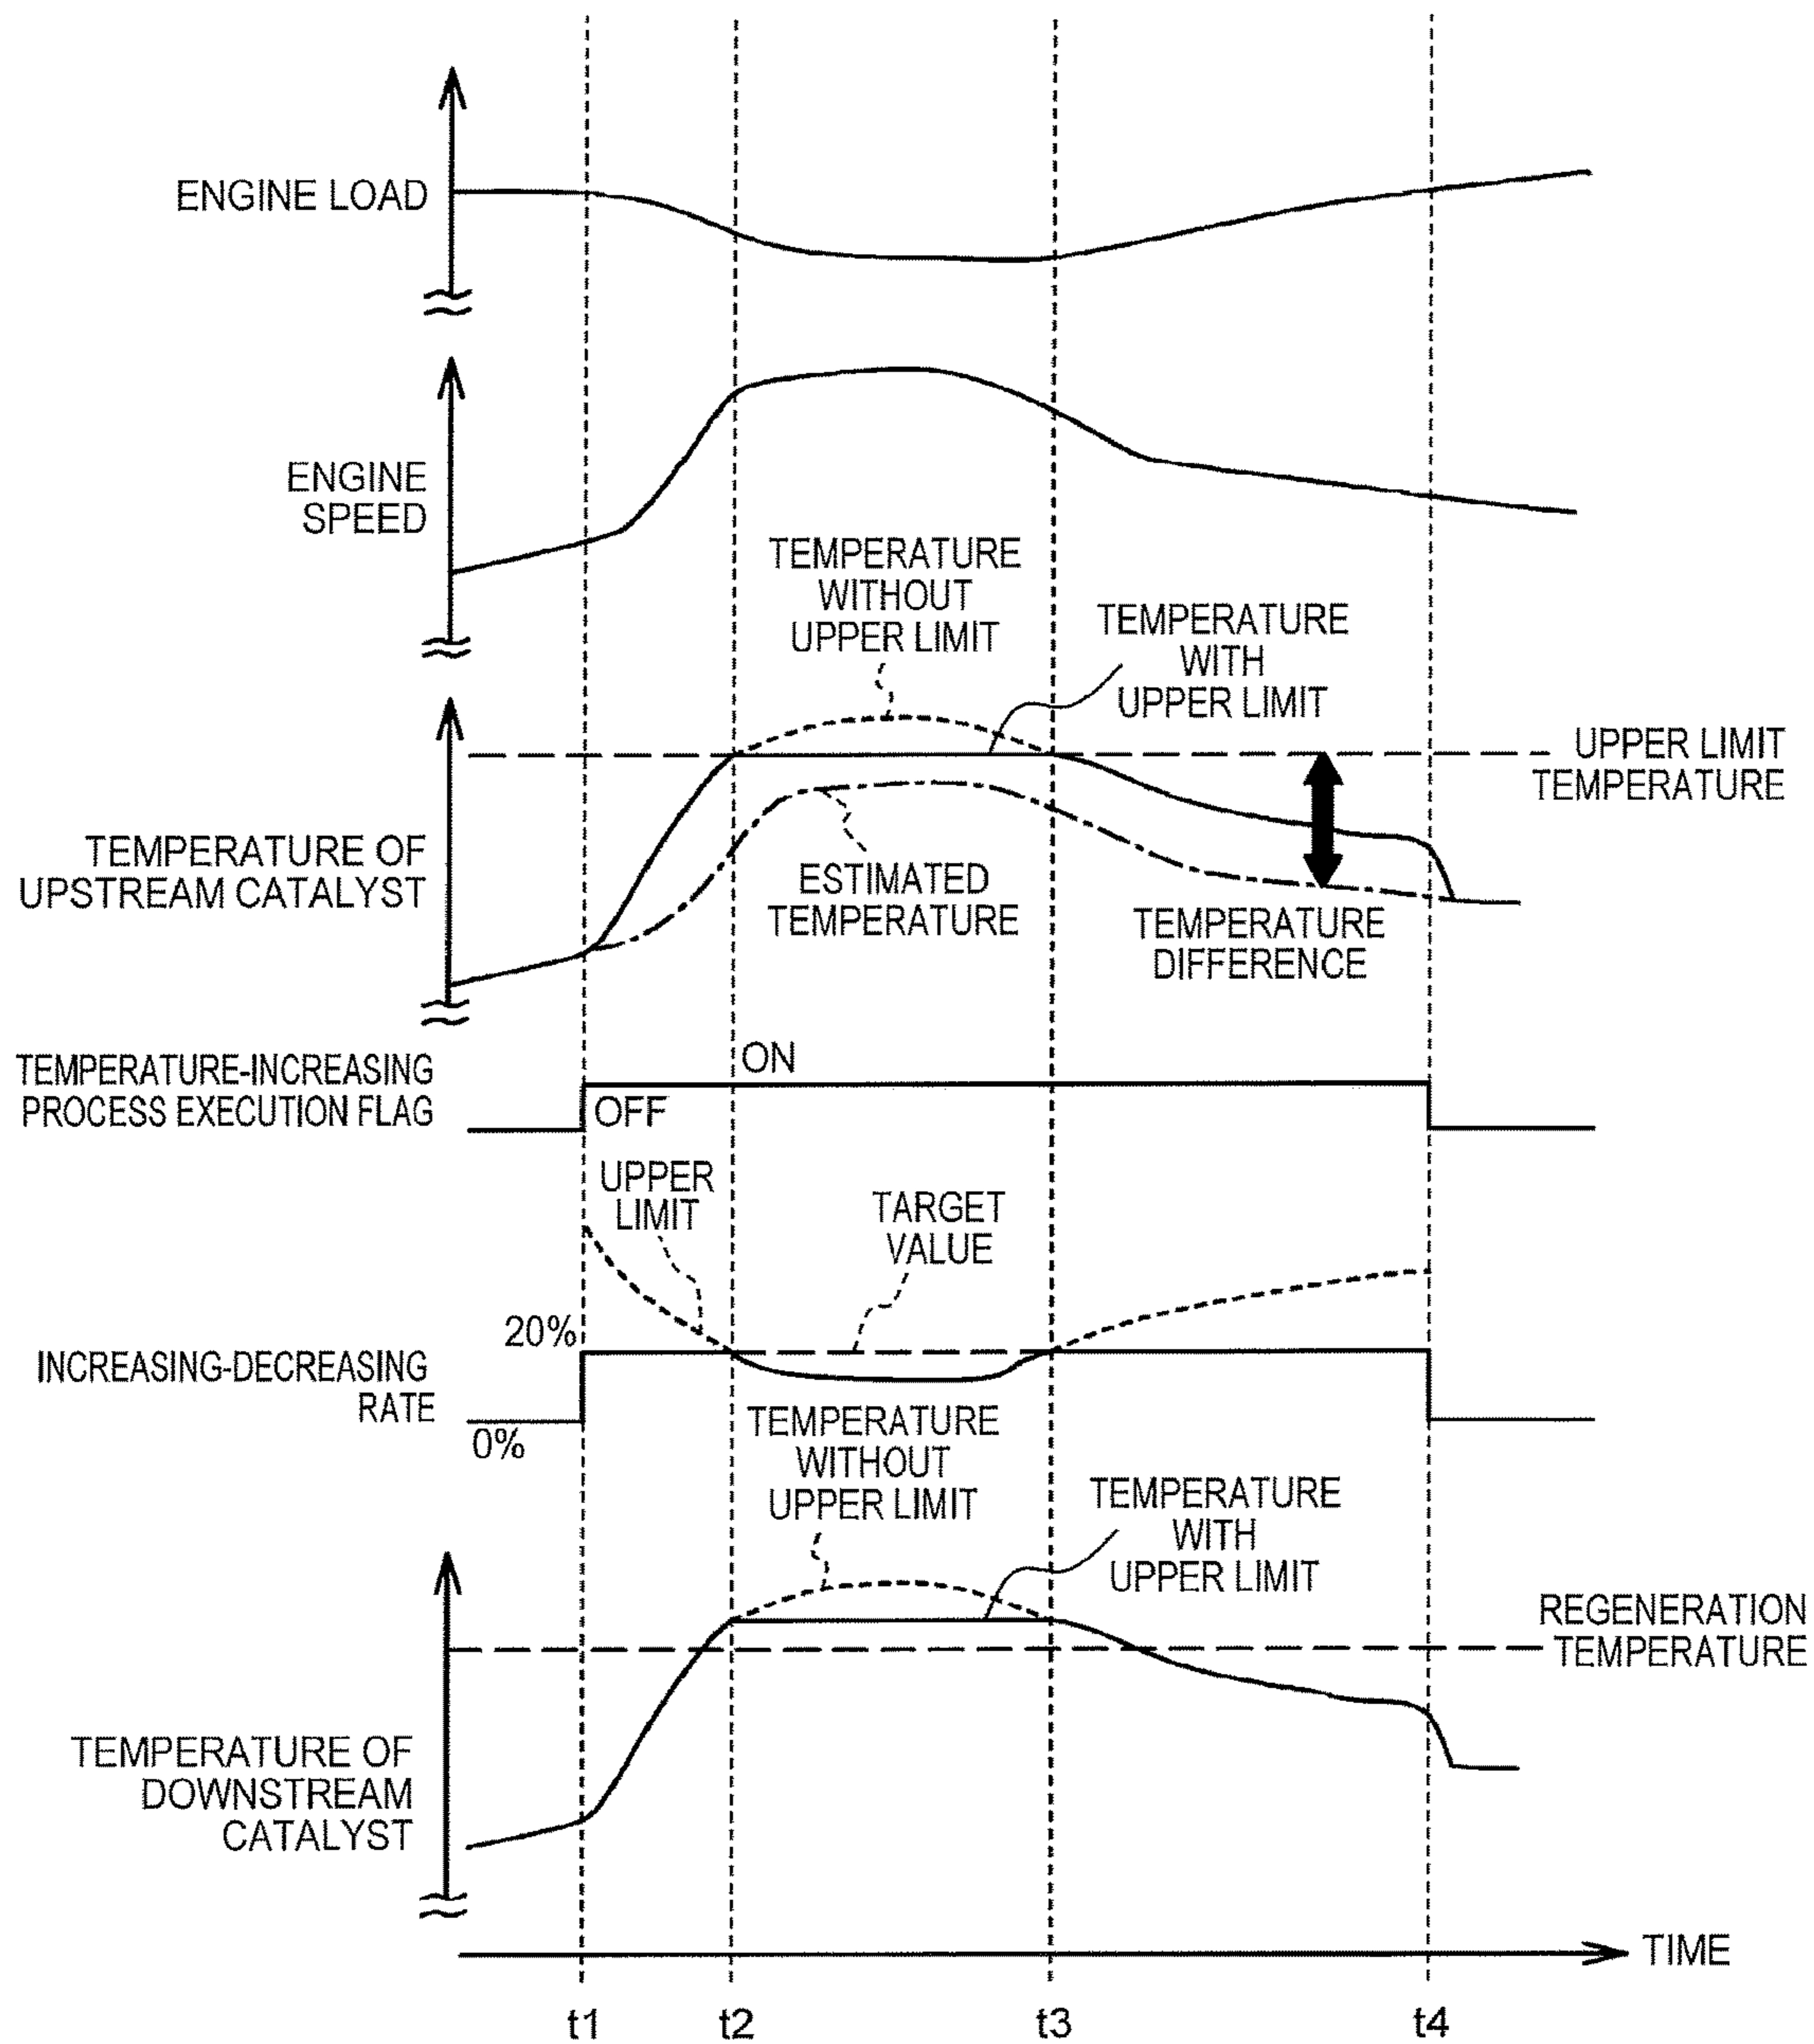 ENGINE LOAD
ENGINE
SPEED
TEMPERATURE
WITHOUT
UPPER LIMIT
TEMPERATURE
WITH
UPPER LIMIT
UPPER LIMIT
TEMPERATURE
TEMPERATURE OF
UPSTREAM CATALYST
ESTIMATED
TEMPERATURE
TEMPERATURE
DIFFERENCE
TEMPERATURE-INCREASING
PROCESS EXECUTION FLAG
ON
OFF
UPPER
LIMIT
TARGET
VALUE
20%
INCREASING-DECREASING
RATE
0%
TEMPERATURE
WITHOUT
UPPER LIMIT
TEMPERATURE
WITH
UPPER LIMIT
REGENERATION
TEMPERATURE
TEMPERATURE OF
DOWNSTREAM
CATALYST
TIME
t1 t2 t3 t4